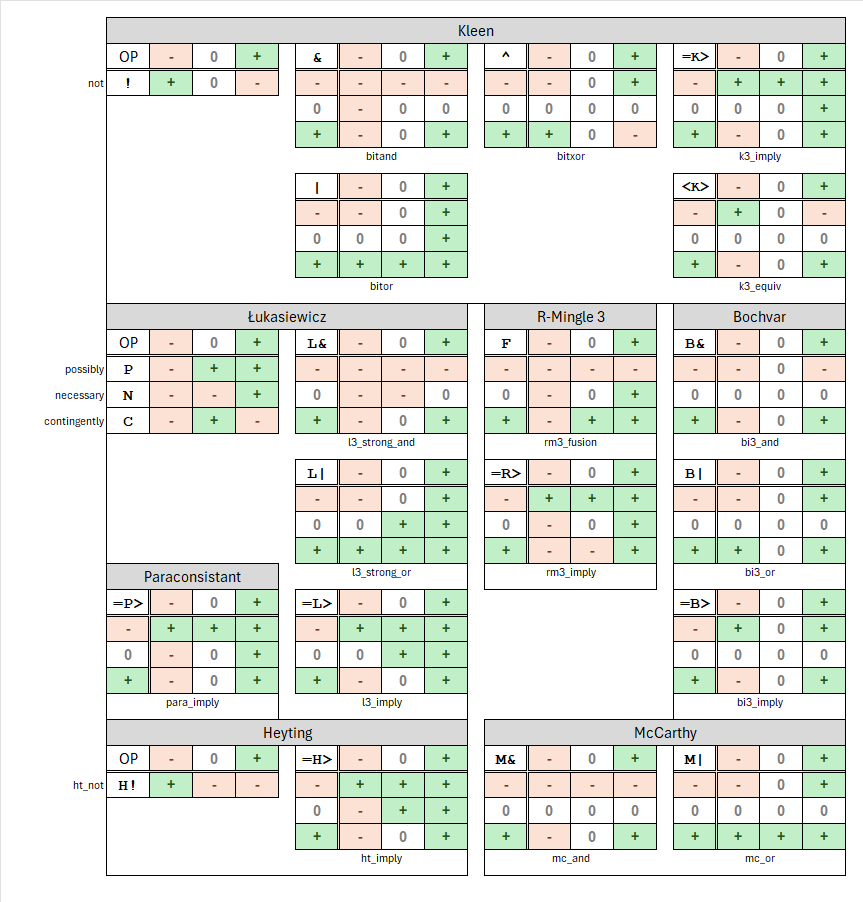 Kleen
OP - 0 + & - 0 + ^ - 0 + =K> - 0 +
not ! + 0 - - - - - - - 0 + - + + +
0 - 0 0 0 0 0 0 0 0 0 +
+ - 0 + + + 0 - + - 0 +
bitand bitxor k3_imply
| - 0 + <K> - 0 +
- - 0 + - + 0 -
0 0 0 + 0 0 0 0
+ + + + + - 0 +
bitor k3_equiv
Łukasiewicz R-Mingle 3 Bochvar
OP - 0 + L& - 0 + F - 0 + B& - 0 +
possibly P - + + - - - - - - - - - - 0 -
necessary N - - + 0 - - 0 0 - 0 + 0 0 0 0
contingently C - + - + - 0 + + - + + + - 0 +
l3_strong_and rm3_fusion bi3_and
L| - 0 + =R> - 0 + B| - 0 +
- - 0 + - + + + - - 0 +
0 0 + + 0 - 0 + 0 0 0 0
+ + + + + - - + + + 0 +
l3_strong_or rm3_imply bi3_or
Paraconsistant
=P> - 0 + =L> - 0 + =B> - 0 +
- + + + - + + + - + 0 +
0 - 0 + 0 0 + + 0 0 0 0
+ - 0 + + - 0 + + - 0 +
para_imply l3_imply bi3_imply
Heyting McCarthy
OP - 0 + =H> - 0 + M& - 0 + M| - 0 +
ht_not H! + - - - + + + - - - - - - 0 +
0 - + + 0 0 0 0 0 0 0 0
+ - 0 + + - 0 + + + + +
ht_imply mc_and mc_or